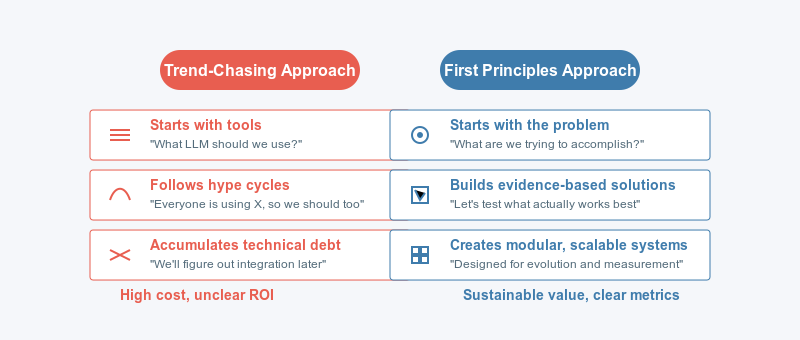 Trend-Chasing Approach
First Principles Approach
Starts with tools
"What LLM should we use?"
Starts with the problem
"What are we trying to accomplish?"
Follows hype cycles
"Everyone is using X, so we should too"
Builds evidence-based solutions
"Let's test what actually works best"
Accumulates technical debt
"We'll figure out integration later"
Creates modular, scalable systems
"Designed for evolution and measurement"
High cost, unclear ROI
Sustainable value, clear metrics